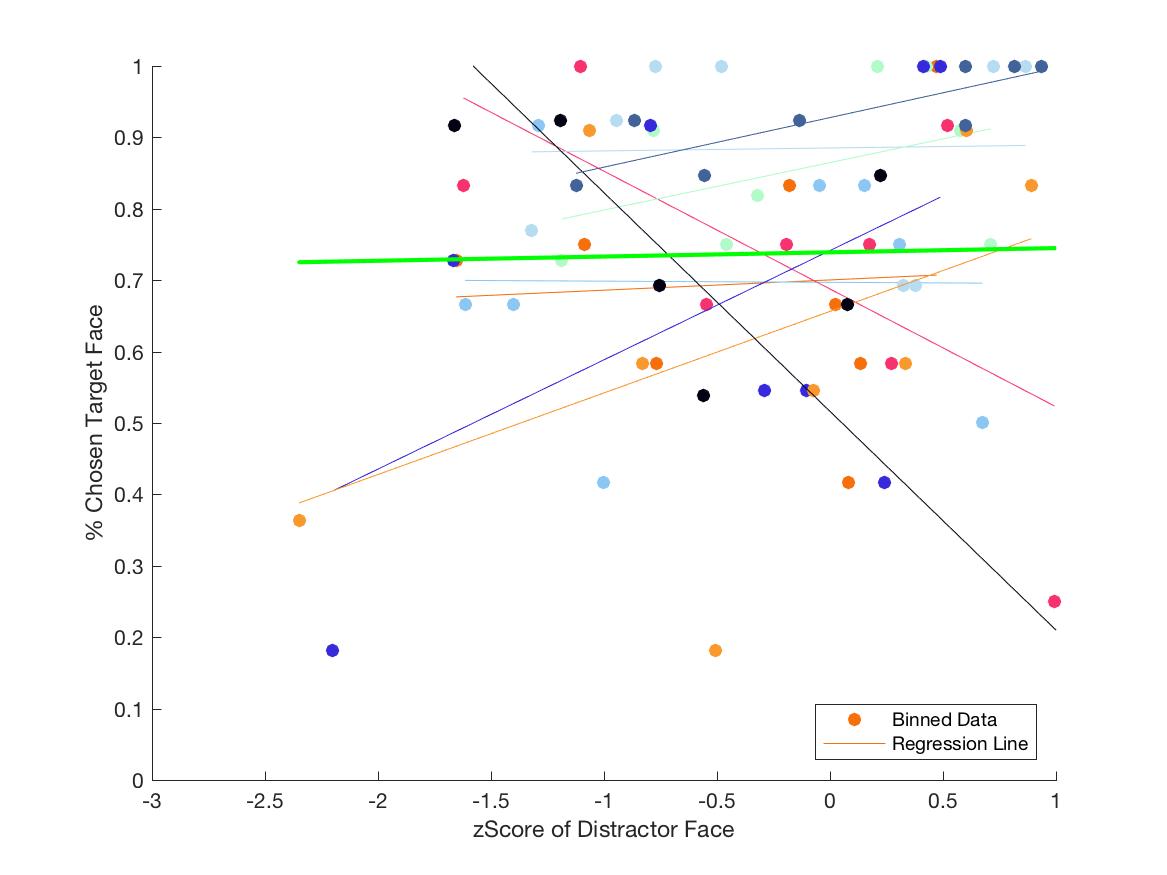 1
0.9
0.8
0.7
0.6
0.5
0.4
0.3
0.2
0.1
0
% Chosen Target Face
Binned Data
Regression Line
-3 -2.5 -2 -1.5 -1 -0.5 0 0.5 1
zScore of Distractor Face